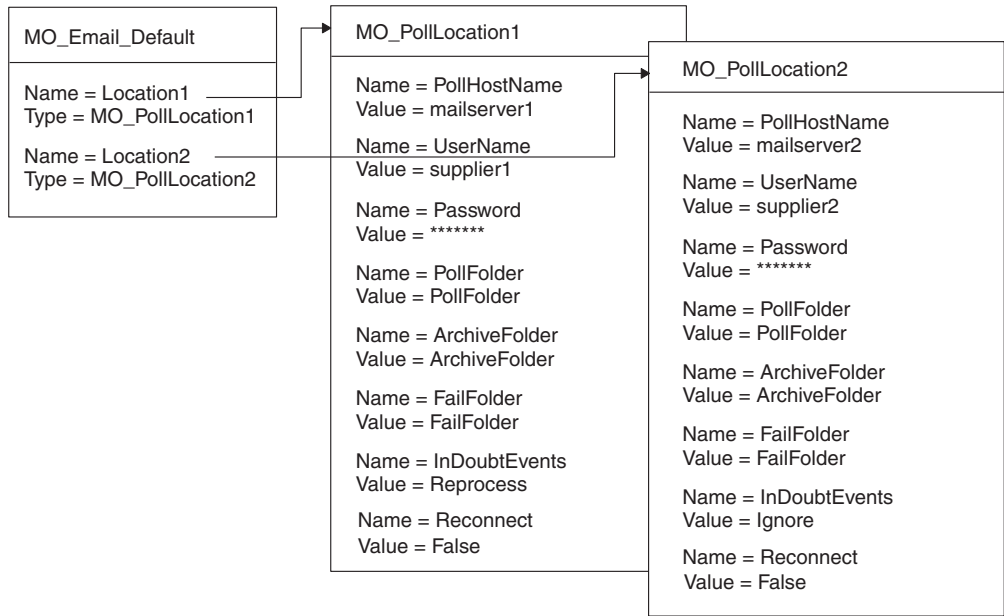 MO_Email_Default
Name = Location1
Type = MO_PollLocation1
Name = Location2
Type = MO_PollLocation2
MO_PollLocation1
Name = PollHostName
Value = mailserver1
Name = UserName
Value = supplier1
Name = Password
Value = *******
Name = PollFolder
Value = PollFolder
Name = ArchiveFolder
Value = ArchiveFolder
Name = FailFolder
Value = FailFolder
Name = InDoubtEvents
Value = Reprocess
Name = Reconnect
Value = False
MO_PollLocation2
Name = PollHostName
Value = mailserver2
Name = UserName
Value = supplier2
Name = Password
Value = *******
Name = PollFolder
Value = PollFolder
Name = ArchiveFolder
Value = ArchiveFolder
Name = FailFolder
Value = FailFolder
Name = InDoubtEvents
Value = Ignore
Name = Reconnect
Value = False